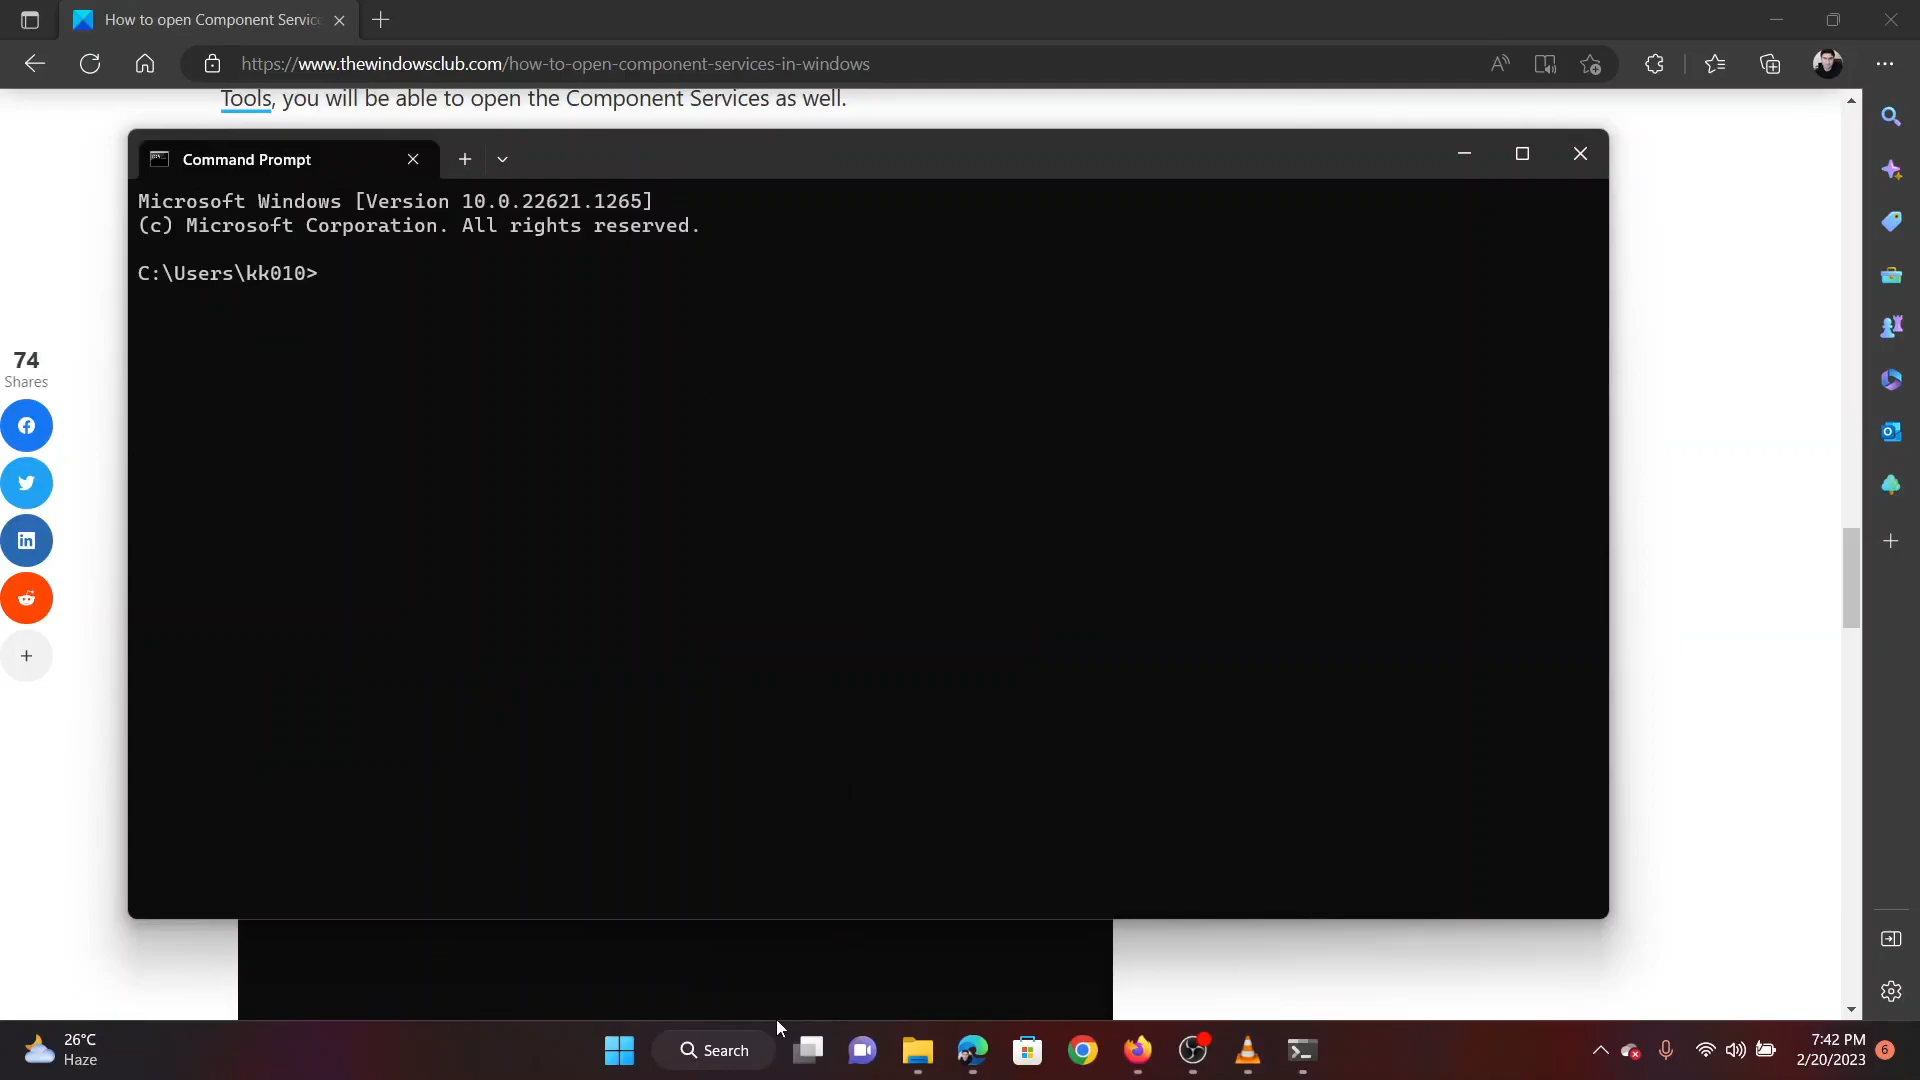 How to open Component Servic
https://www.thewindowsclub.com/how-to-open-component-services-in-windows
Tools, you will be able to open the Component Services as well.
Command Prompt
Microsoft Windows [Version 10.0.22621.1265]
(c) Microsoft Corporation. All rights reserved.
C:\Users\kk010>
74
Shares
26°C
Haze
Search
7:42 PM
2/20/2023
6